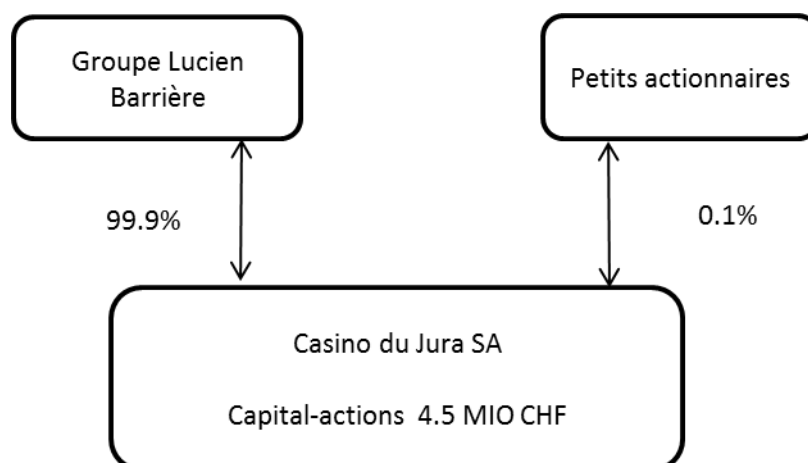 Groupe Lucien
Barrière
Petits actionnaires
99.9%
0.1%
Casino du Jura SA
Capital-actions 4.5 MIO CHF